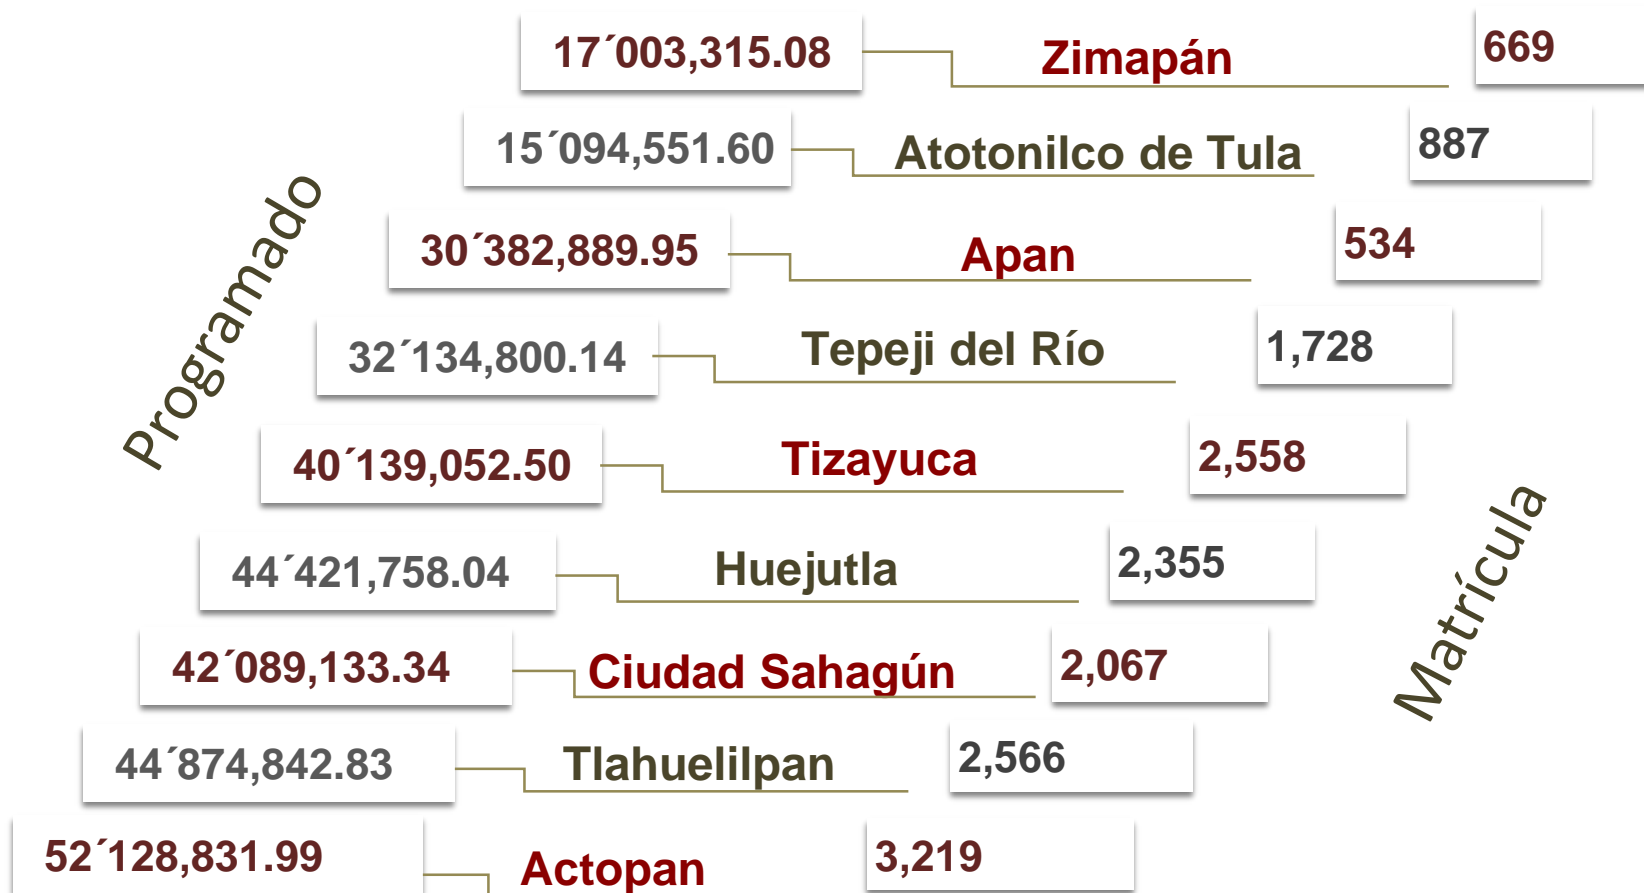 17´003,315.08 Zimapán 669
15´094,551.60 Atotonilco de Tula 887
30´382,889.95 Apan 534
32´134,800.14 Tepeji del Río 1,728
40´139,052.50 Tizayuca 2,558
44´421,758.04 Huejutla 2,355
42´089,133.34 Ciudad Sahagún 2,067
44´874,842.83 Tlahuelilpan 2,566
52´128,831.99 Actopan 3,219
Programado
Matrícula